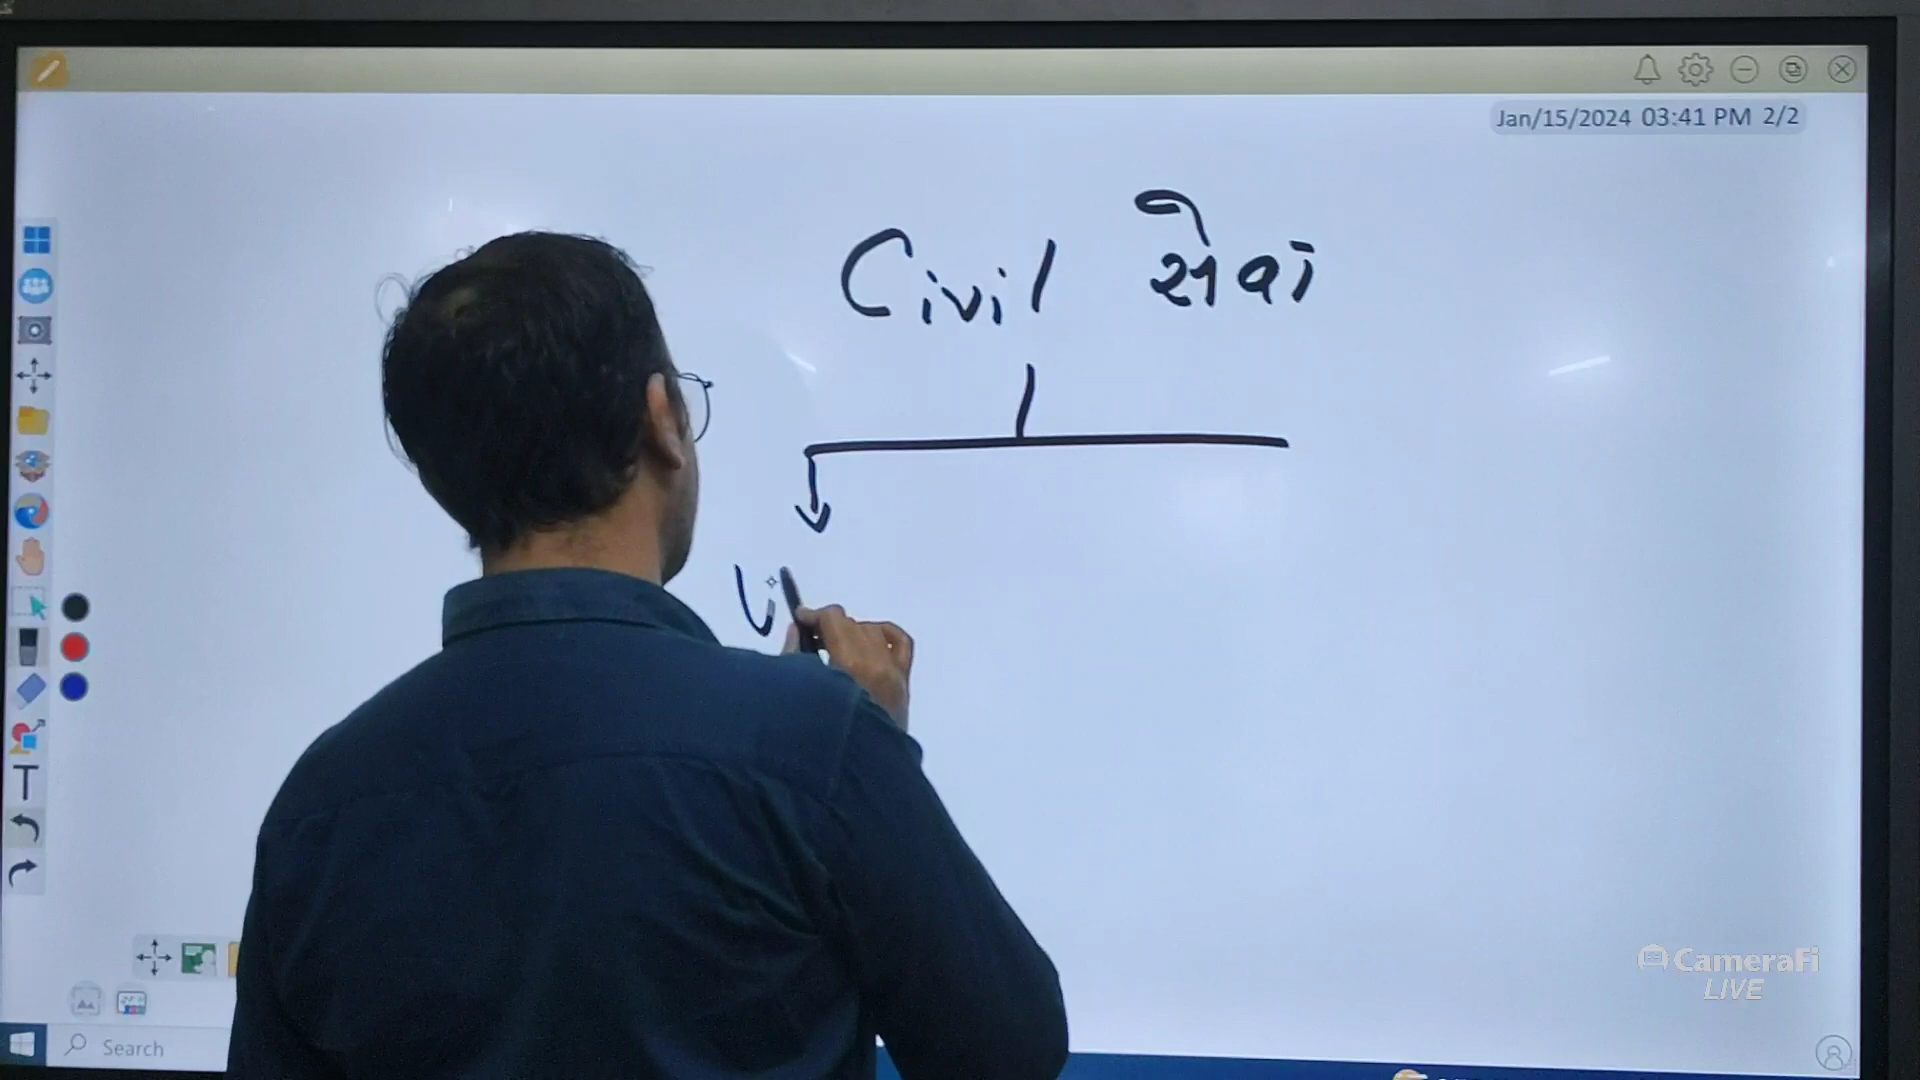 Jan/15/2024 03:41 PM 2/2
Civil સેવા
T
CameraFi
LIVE
Search